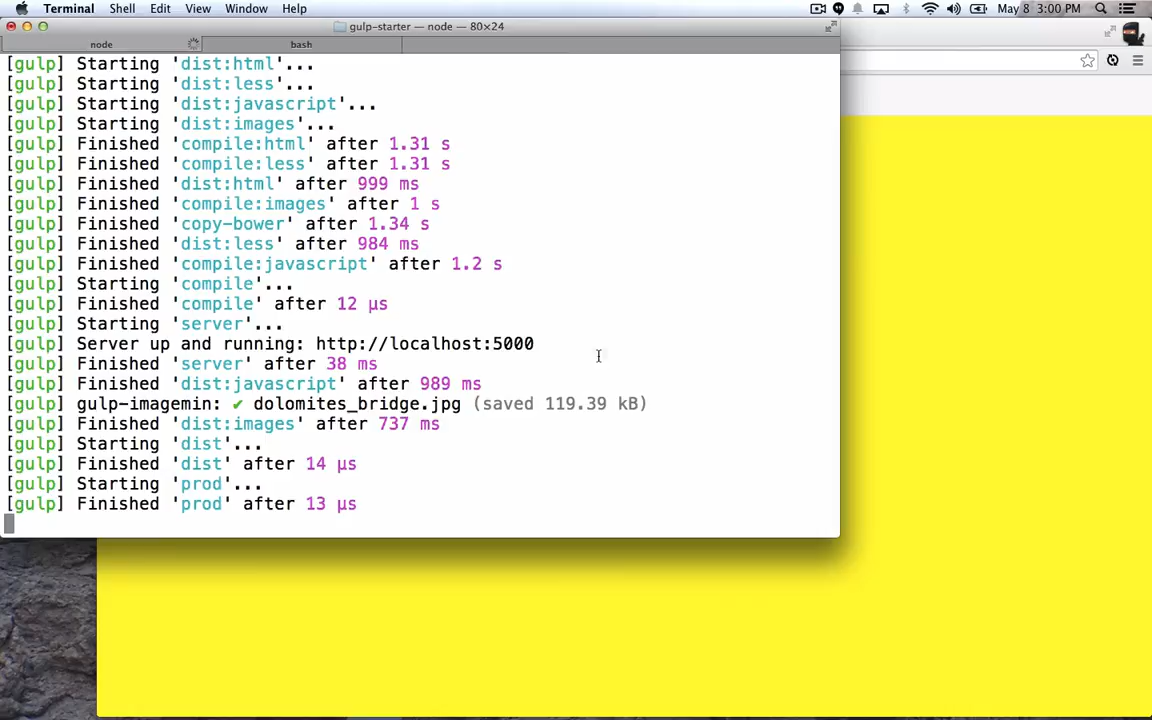 Terminal Shell Edit View Window Help May 8 3:00 PM
gulp-starter — node — 80×24
node bash
[gulp] Starting 'dist:html'...
[gulp] Starting 'dist:less'...
[gulp] Starting 'dist:javascript'...
[gulp] Starting 'dist:images'...
[gulp] Finished 'compile:html' after 1.31 s
[gulp] Finished 'compile:less' after 1.31 s
[gulp] Finished 'dist:html' after 999 ms
[gulp] Finished 'compile:images' after 1 s
[gulp] Finished 'copy-bower' after 1.34 s
[gulp] Finished 'dist:less' after 984 ms
[gulp] Finished 'compile:javascript' after 1.2 s
[gulp] Starting 'compile'...
[gulp] Finished 'compile' after 12 μs
[gulp] Starting 'server'...
[gulp] Server up and running: http://localhost:5000
[gulp] Finished 'server' after 38 ms
[gulp] Finished 'dist:javascript' after 989 ms
[gulp] gulp-imagemin: ✔ dolomites_bridge.jpg (saved 119.39 kB)
[gulp] Finished 'dist:images' after 737 ms
[gulp] Starting 'dist'...
[gulp] Finished 'dist' after 14 μs
[gulp] Starting 'prod'...
[gulp] Finished 'prod' after 13 μs